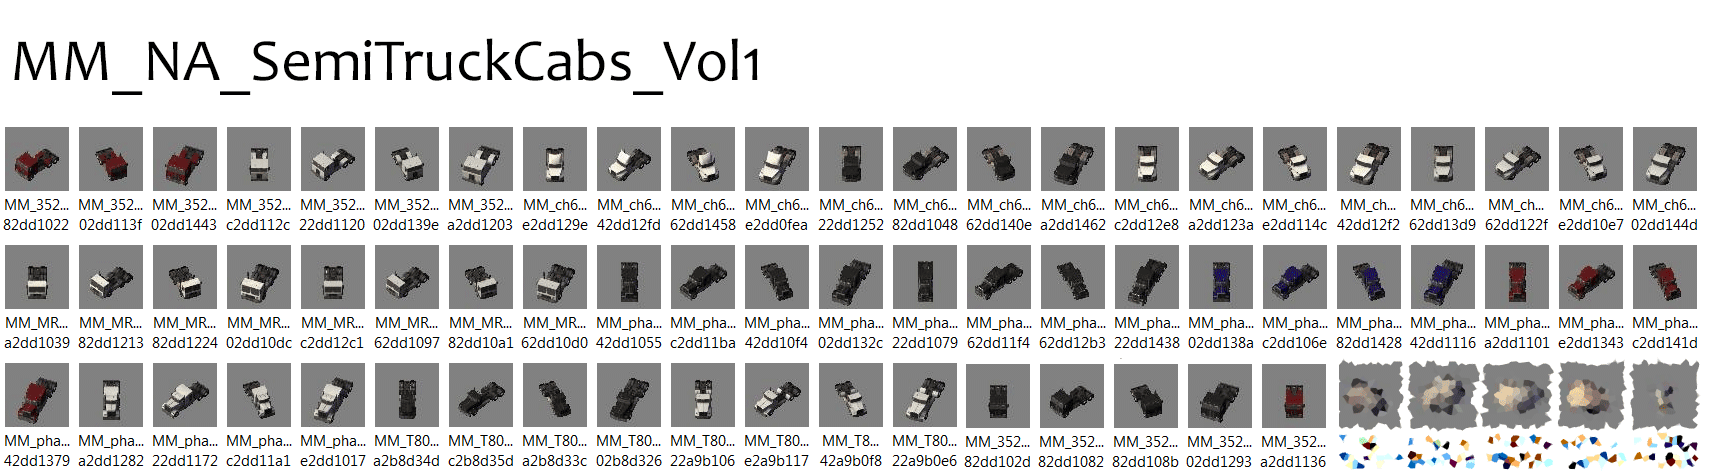 MM_NA_SemiTruckCabs_Vol1
MM_352... MM_352... MM_352... MM_352... MM_352... MM_352... MM_352... MM_ch6... MM_ch6... MM_ch6... MM_ch6... MM_ch6... MM_ch6... MM_ch6... MM_ch6... MM_ch6... MM_ch6... MM_ch6... MM_ch... MM_ch6... MM_ch... MM_ch6... MM_ch6...
82dd1022 02dd113f 02dd1443 c2dd112c 22dd1120 02dd139e a2dd1203 e2dd129e 42dd12fd 62dd1458 e2dd0fea 22dd1252 82dd1048 62dd140e a2dd1462 c2dd12e8 a2dd123a e2dd114c 42dd12f2 62dd13d9 62dd122f e2dd10e7 02dd144d
MM_MR... MM_MR... MM_MR... MM_MR... MM_MR... MM_MR... MM_MR... MM_MR... MM_pha... MM_pha... MM_pha... MM_pha... MM_pha... MM_pha... MM_pha... MM_pha... MM_pha... MM_pha... MM_pha... MM_pha... MM_pha... MM_pha... MM_pha...
a2dd1039 82dd1213 82dd1224 02dd10dc c2dd12c1 62dd1097 82dd10a1 62dd10d0 42dd1055 c2dd11ba 42dd10f4 02dd132c 22dd1079 62dd11f4 62dd12b3 22dd1438 02dd138a c2dd106e 82dd1428 42dd1116 a2dd1101 e2dd1343 c2dd141d
MM_pha... MM_pha... MM_pha... MM_pha... MM_pha... MM_T80... MM_T80... MM_T80... MM_T80... MM_T80... MM_T80... MM_T8... MM_T80... MM_352... MM_352... MM_352... MM_352... MM_352...
42dd1379 a2dd1282 22dd1172 c2dd11a1 e2dd1017 a2b8d34d c2b8d35d a2b8d33c 02b8d326 22a9b106 e2a9b117 42a9b0f8 22a9b0e6 82dd102d 82dd1082 82dd108b 02dd1293 a2dd1136